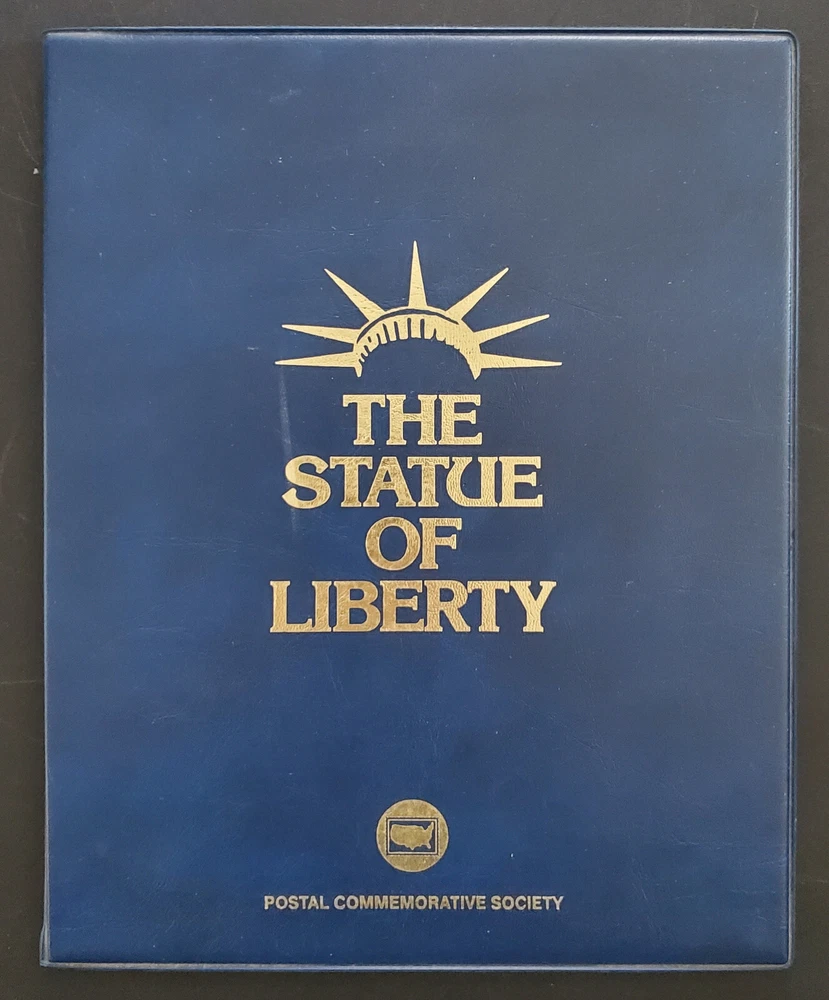 THE
STATUE
OF
LIBERTY
POSTAL COMMEMORATIVE SOCIETY